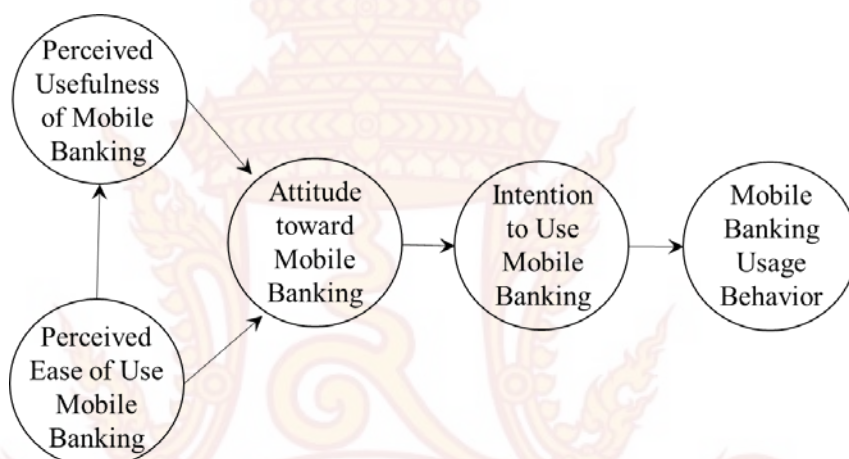 Perceived
Usefulness
of Mobile
Banking
Perceived
Ease of Use
Mobile
Banking
Attitude
toward
Mobile
Banking
Intention
to Use
Mobile
Banking
Mobile
Banking
Usage
Behavior